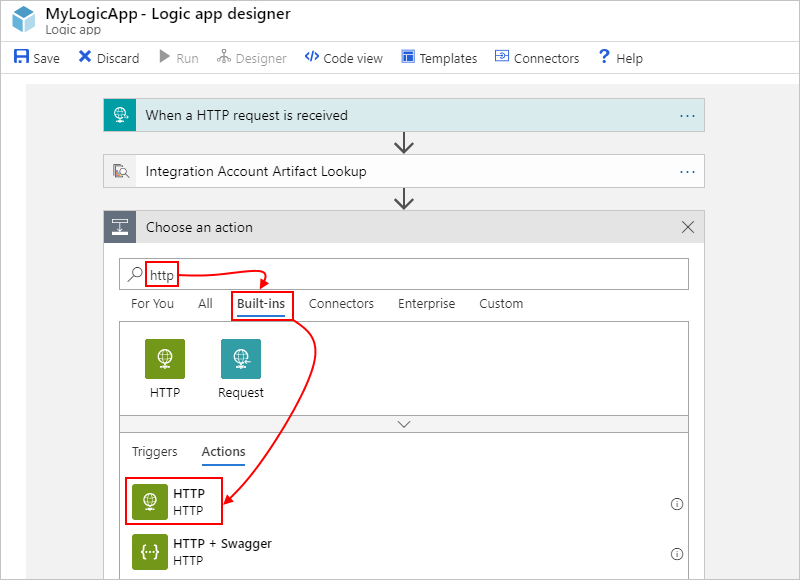 MyLogicApp - Logic app designer
Logic app
Save Discard Run Designer Code view Templates Connectors ? Help
When a HTTP request is received ...
Integration Account Artifact Lookup ...
Choose an action
http
For You All Built-ins Connectors Enterprise Custom
HTTP Request
Triggers Actions
HTTP
HTTP
HTTP + Swagger
HTTP